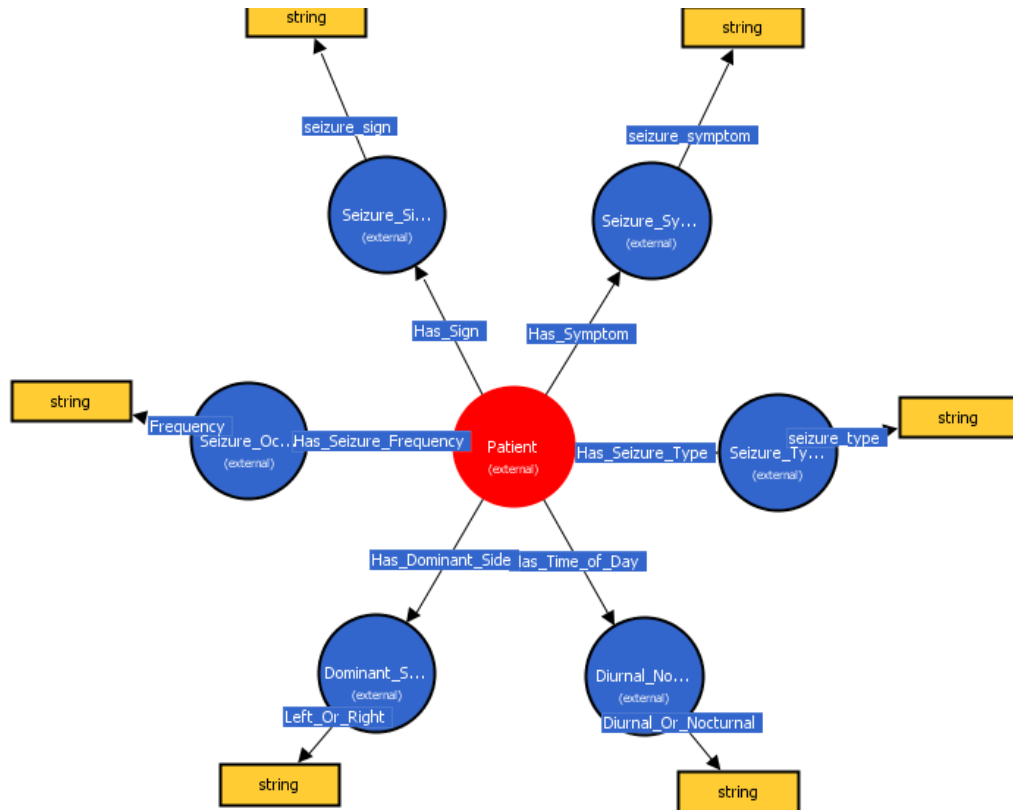 string
string
seizure_sign
seizure_symptom
Seizure_Si...
(external)
Seizure_Sy...
(external)
Has_Sign
Has_Symptom
string
Frequency
Seizure_Oc...
(external)
Has_Seizure_Frequency
Patient
(external)
Has_Seizure_Type
seizure_type
Seizure_Ty...
(external)
string
Has_Dominant_Side
Has_Time_of_Day
Dominant_S...
(external)
Left_Or_Right
Diurnal_No...
(external)
Diurnal_Or_Nocturnal
string
string